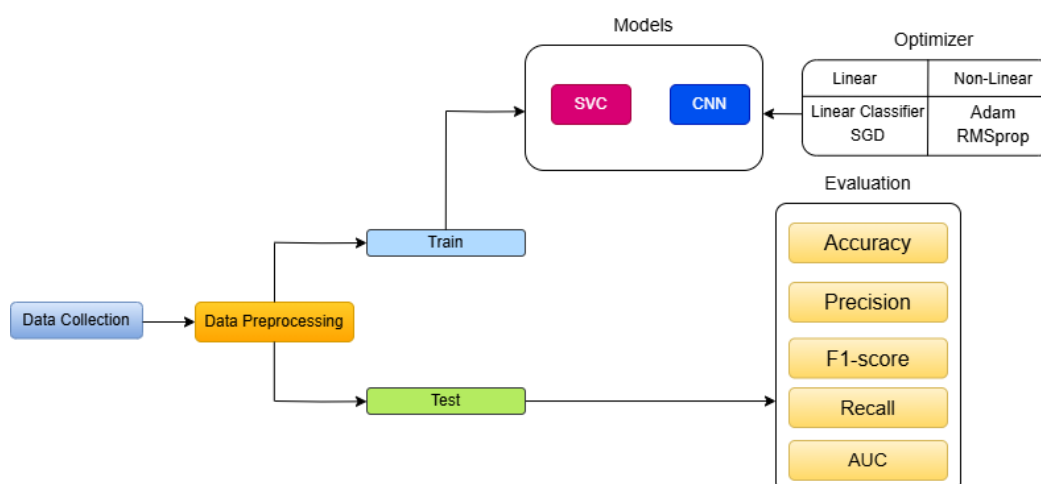 Models
Optimizer
SVC
CNN
Linear
Non-Linear
Linear Classifier
SGD
Adam
RMSprop
Evaluation
Accuracy
Precision
F1-score
Recall
AUC
Train
Data Collection
Data Preprocessing
Test